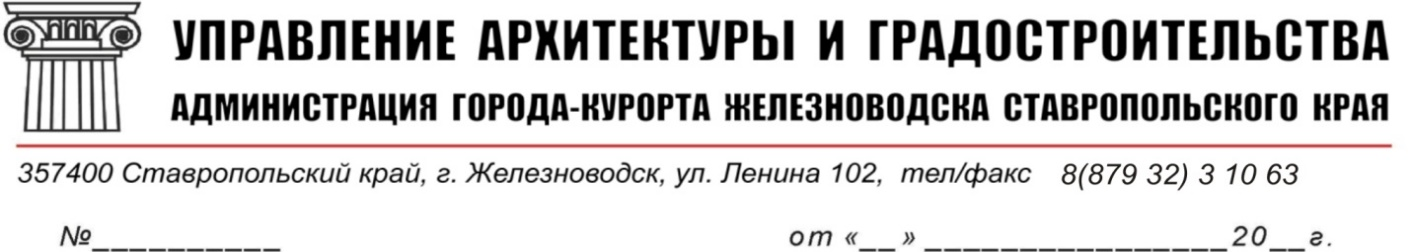 УПРАВЛЕНИЕ АРХИТЕКТУРЫ И ГРАДОСТРОИТЕЛЬСТВА
АДМИНИСТРАЦИЯ ГОРОДА-КУРОРТА ЖЕЛЕЗНОВОДСКА СТАВРОПОЛЬСКОГО КРАЯ
357400 Ставропольский край, г. Железноводск, ул. Ленина 102, тел/факс 8(879 32) 3 10 63
№__________ от «__» ________________20__г.